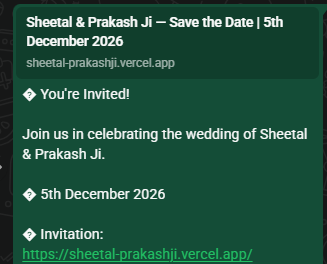 Sheetal & Prakash Ji — Save the Date | 5th
December 2026
sheetal-prakashji.vercel.app
� You're Invited!
Join us in celebrating the wedding of Sheetal
& Prakash Ji.
� 5th December 2026
� Invitation:
https://sheetal-prakashji.vercel.app/